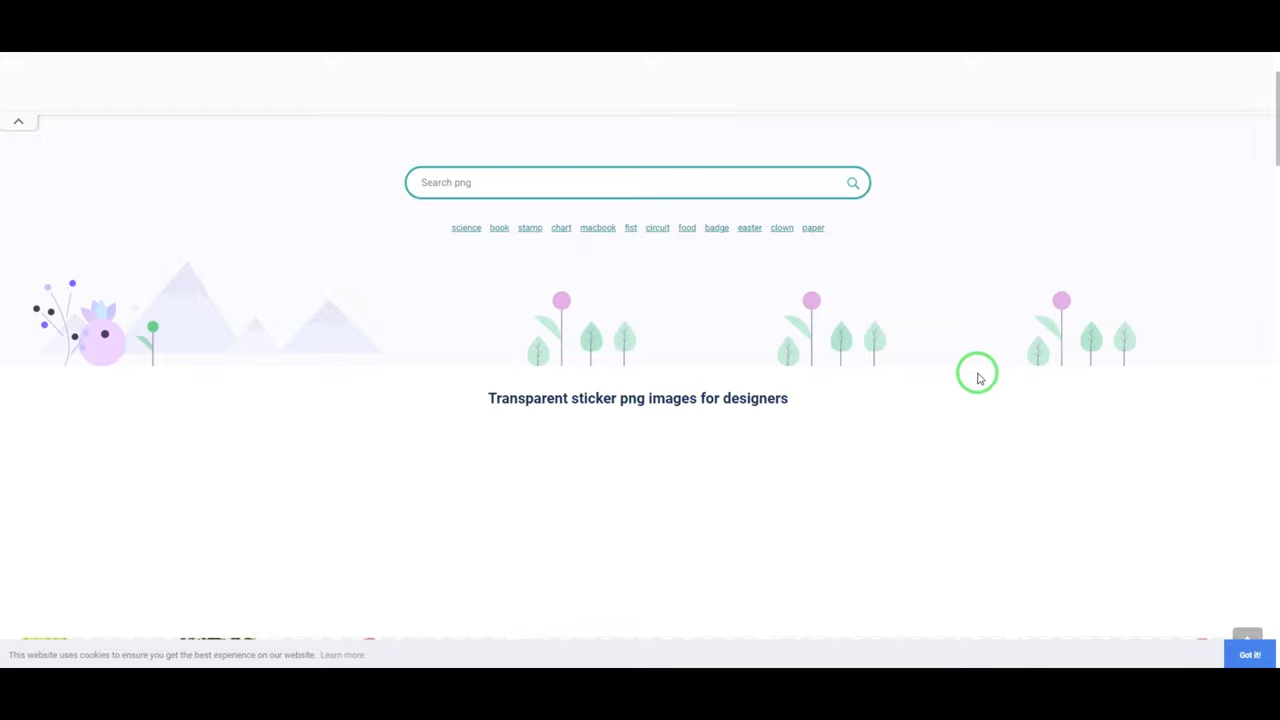 Search png
science book stamp chart macbook fist circuit food badge easter clown paper
Transparent sticker png images for designers
This website uses cookies to ensure you get the best experience on our website. Learn more
Got it!